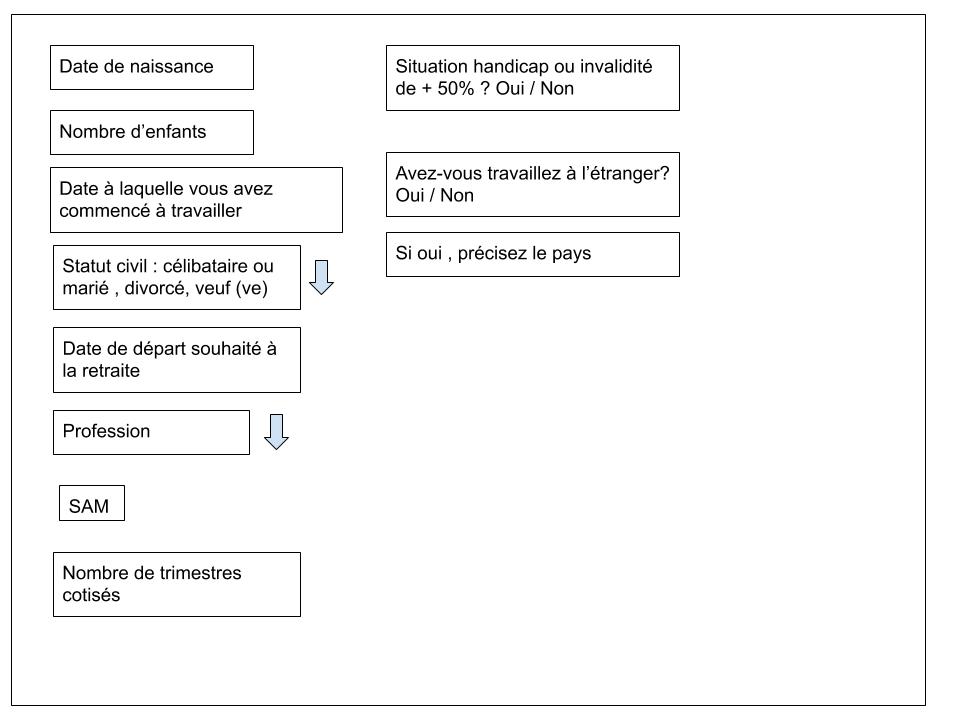 Date de naissance
Nombre d'enfants
Date à laquelle vous avez
commencé à travailler
Statut civil : célibataire ou
marié , divorcé, veuf (ve)
Date de départ souhaité à
la retraite
Profession
SAM
Nombre de trimestres
cotisés
Situation handicap ou invalidité
de + 50% ? Oui / Non
Avez-vous travaillez à l'étranger?
Oui / Non
Si oui , précisez le pays